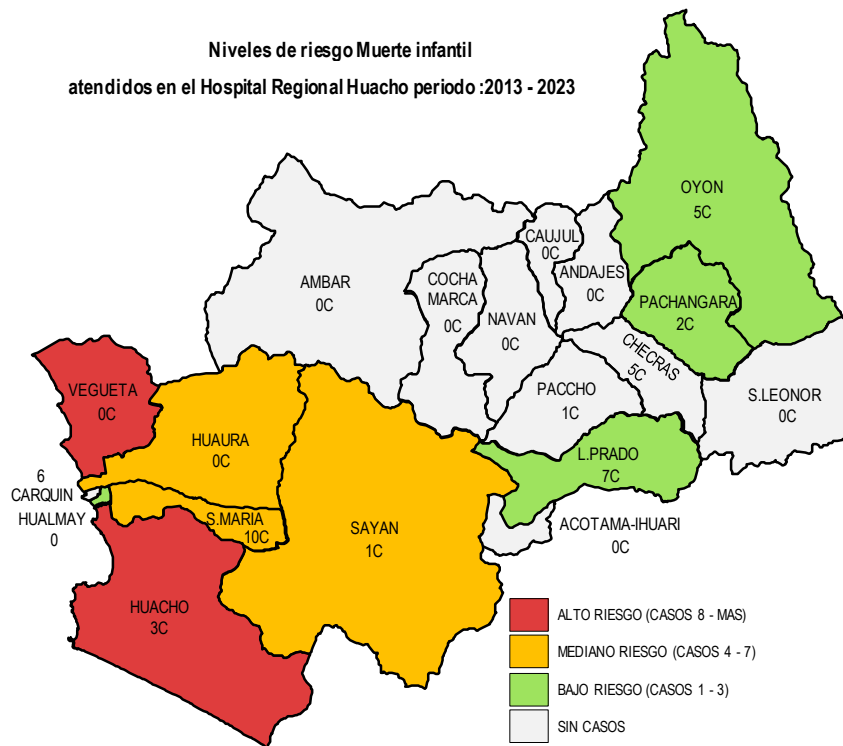 Niveles de riesgo Muerte infantil
atendidos en el Hospital Regional Huacho periodo :2013 - 2023
OYON
5C
CAUJUL
0C
ANDAJES
0C
AMBAR
0C
COCHA
MARCA
0C
NAVAN
0C
PACHANGARA
2C
CHECRAS
5C
VEGUETA
0C
PACCHO
1C
S.LEONOR
0C
HUAURA
0C
L.PRADO
7C
6
CARQUIN
HUALMAY
0
S.MARIA
10C
SAYAN
1C
ACOTAMA-IHUARI
0C
HUACHO
3C
ALTO RIESGO (CASOS 8 - MAS)
MEDIANO RIESGO (CASOS 4 - 7)
BAJO RIESGO (CASOS 1 - 3)
SIN CASOS